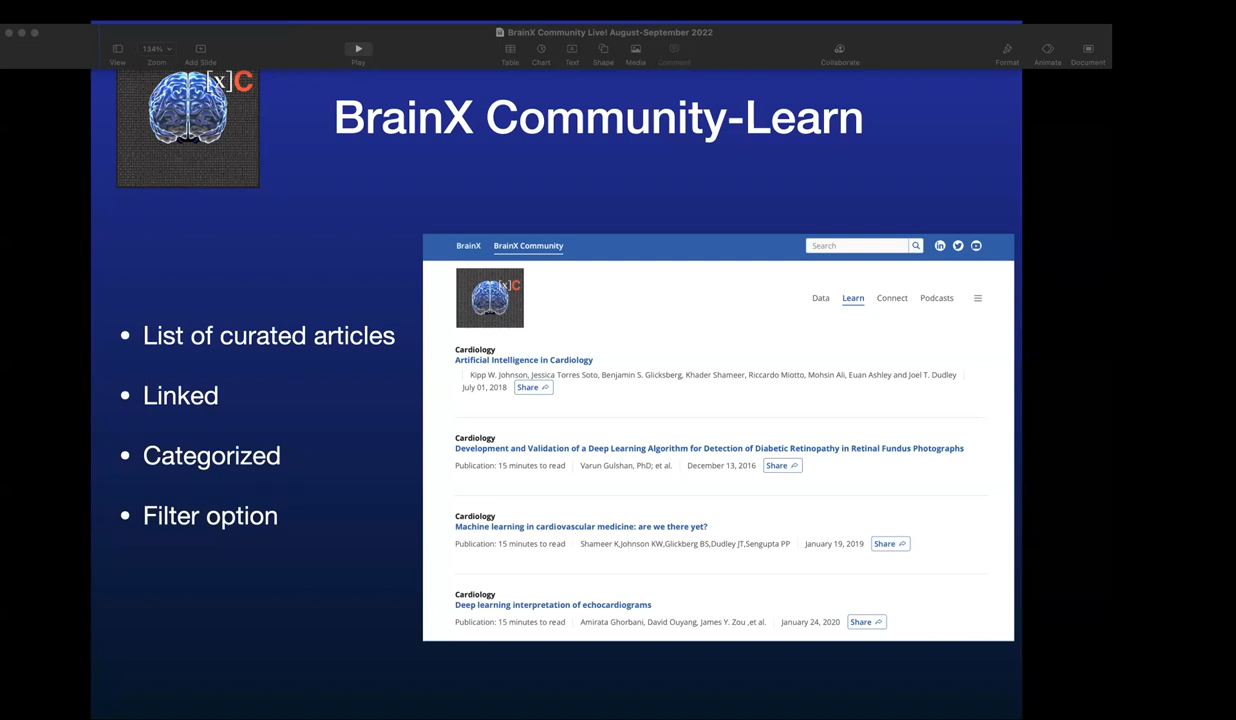 BrainX Community Live! August-September 2022
134%
View
Zoom
Add Slide
Play
Table
Chart
Text
Shape
Media
Comment
Collaborate
Format
Animate
Document
[x]C
BrainX Community-Learn
• List of curated articles
• Linked
• Categorized
• Filter option
BrainX
BrainX Community
Search
[x]C
Data
Learn
Connect
Podcasts
Cardiology
Artificial Intelligence in Cardiology
Kipp W. Johnson, Jessica Torres Soto, Benjamin S. Glicksberg, Khader Shameer, Riccardo Miotto, Mohsin Ali, Euan Ashley and Joel T. Dudley
July 01, 2018 Share
Cardiology
Development and Validation of a Deep Learning Algorithm for Detection of Diabetic Retinopathy in Retinal Fundus Photographs
Publication: 15 minutes to read Varun Gulshan, PhD; et al. December 13, 2016 Share
Cardiology
Machine learning in cardiovascular medicine: are we there yet?
Publication: 15 minutes to read Shameer K,Johnson KW,Glickberg BS,Dudley JT,Sengupta PP January 19, 2019 Share
Cardiology
Deep learning interpretation of echocardiograms
Publication: 15 minutes to read Amirata Ghorbani, David Ouyang, James Y. Zou ,et al. January 24, 2020 Share